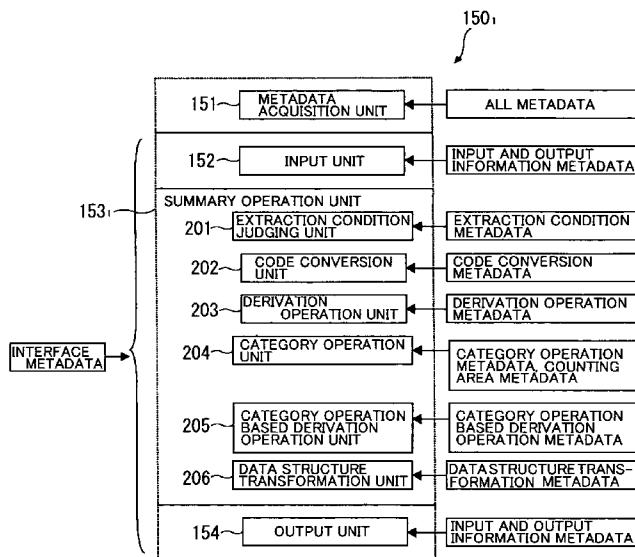 150₁
151
METADATA
ACQUISITION UNIT
ALL METADATA
152
INPUT UNIT
INPUT AND OUTPUT
INFORMATION METADATA
153₁
SUMMARY OPERATION UNIT
201
EXTRACTION CONDITION
JUDGING UNIT
EXTRACTION CONDITION
METADATA
202
CODE CONVERSION
UNIT
CODE CONVERSION
METADATA
203
DERIVATION
OPERATION UNIT
DERIVATION OPERATION
METADATA
INTERFACE
METADATA
204
CATEGORY OPERATION
UNIT
CATEGORY OPERATION
METADATA, COUNTING
AREA METADATA
205
CATEGORY OPERATION
BASED DERIVATION
OPERATION UNIT
CATEGORY OPERATION
BASED DERIVATION
OPERATION METADATA
206
DATA STRUCTURE
TRANSFORMATION UNIT
DATA STRUCTURE TRANS-
FORMATION METADATA
154
OUTPUT UNIT
INPUT AND OUTPUT
INFORMATION METADATA